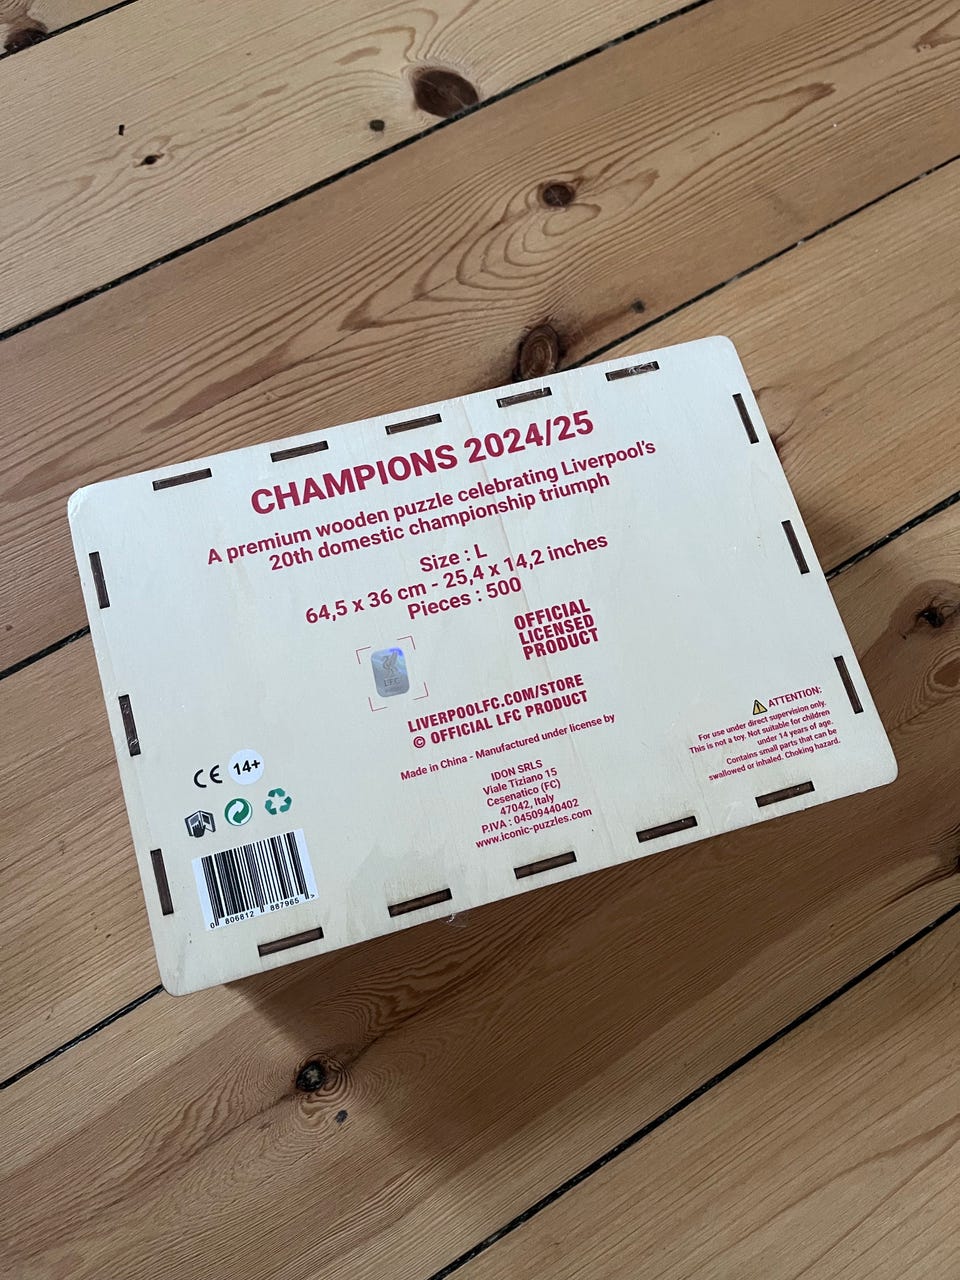 CHAMPIONS 2024/25
A premium wooden puzzle celebrating Liverpool's
20th domestic championship triumph
Size : L
64,5 x 36 cm - 25,4 x 14,2 inches
Pieces : 500
OFFICIAL
LICENSED
PRODUCT
LFC
LIVERPOOLFC.COM/STORE
© OFFICIAL LFC PRODUCT
Made in China - Manufactured under license by
IDON SRLS
Viale Tiziano 15
Cesenatico (FC)
47042, Italy
P.IVA : 04509440402
www.iconic-puzzles.com
ATTENTION:
For use under direct supervision only.
This is not a toy. Not suitable for children
under 14 years of age.
Contains small parts that can be
swallowed or inhaled. Choking hazard.
CE 14+
0 806812 887965 >